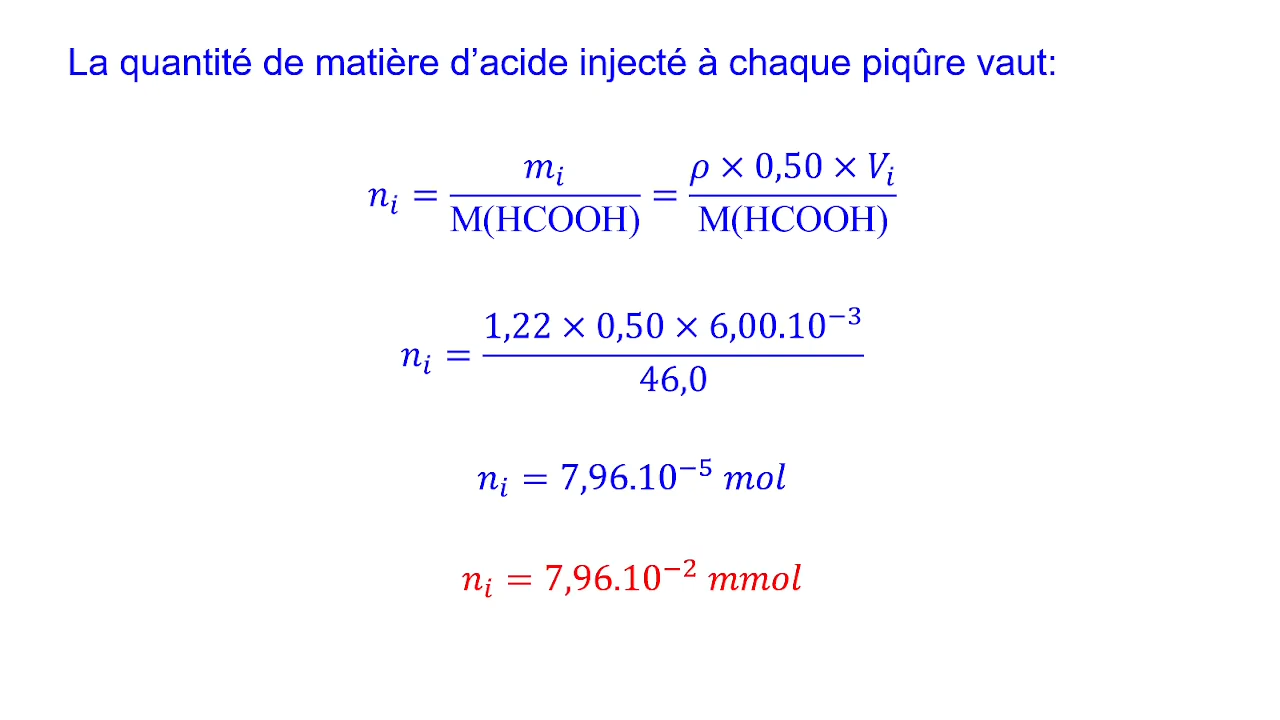 La quantité de matière d’acide injecté à chaque piqûre vaut:
nᵢ = mᵢ / M(HCOOH) = ρ × 0,50 × Vᵢ / M(HCOOH)
nᵢ = 1,22 × 0,50 × 6,00.10⁻³ / 46,0
nᵢ = 7,96.10⁻⁵ mol
nᵢ = 7,96.10⁻² mmol